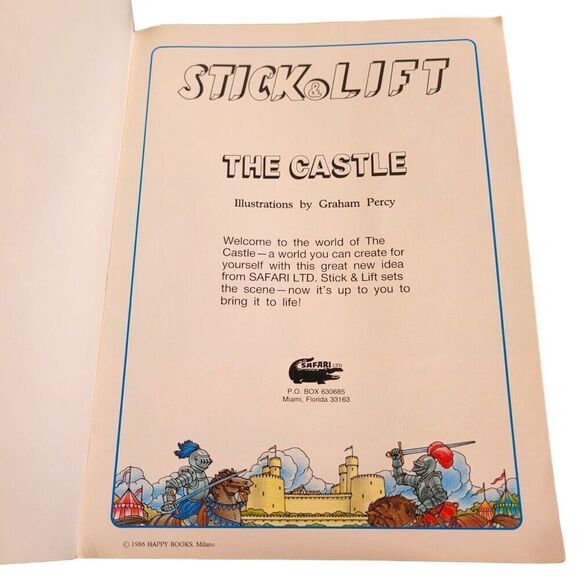 STICK & LIFT
THE CASTLE
Illustrations by Graham Percy
Welcome to the world of The
Castle—a world you can create for
yourself with this great new idea
from SAFARI LTD. Stick & Lift sets
the scene—now it's up to you to
bring it to life!
SAFARI LTD
P.O. BOX 630685
Miami, Florida 33163
© 1986 HAPPY BOOKS, Milano